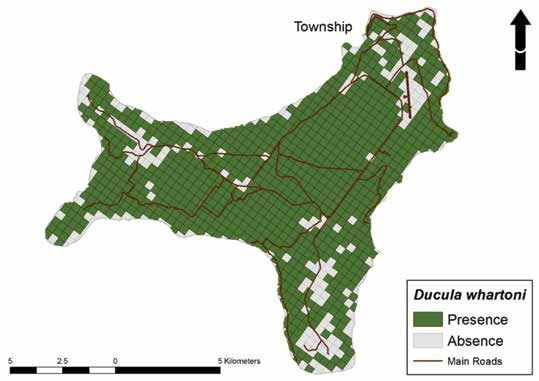 Township
Ducula whartoni
Presence
Absence
Main Roads
5 2.5 0 5 Kilometers